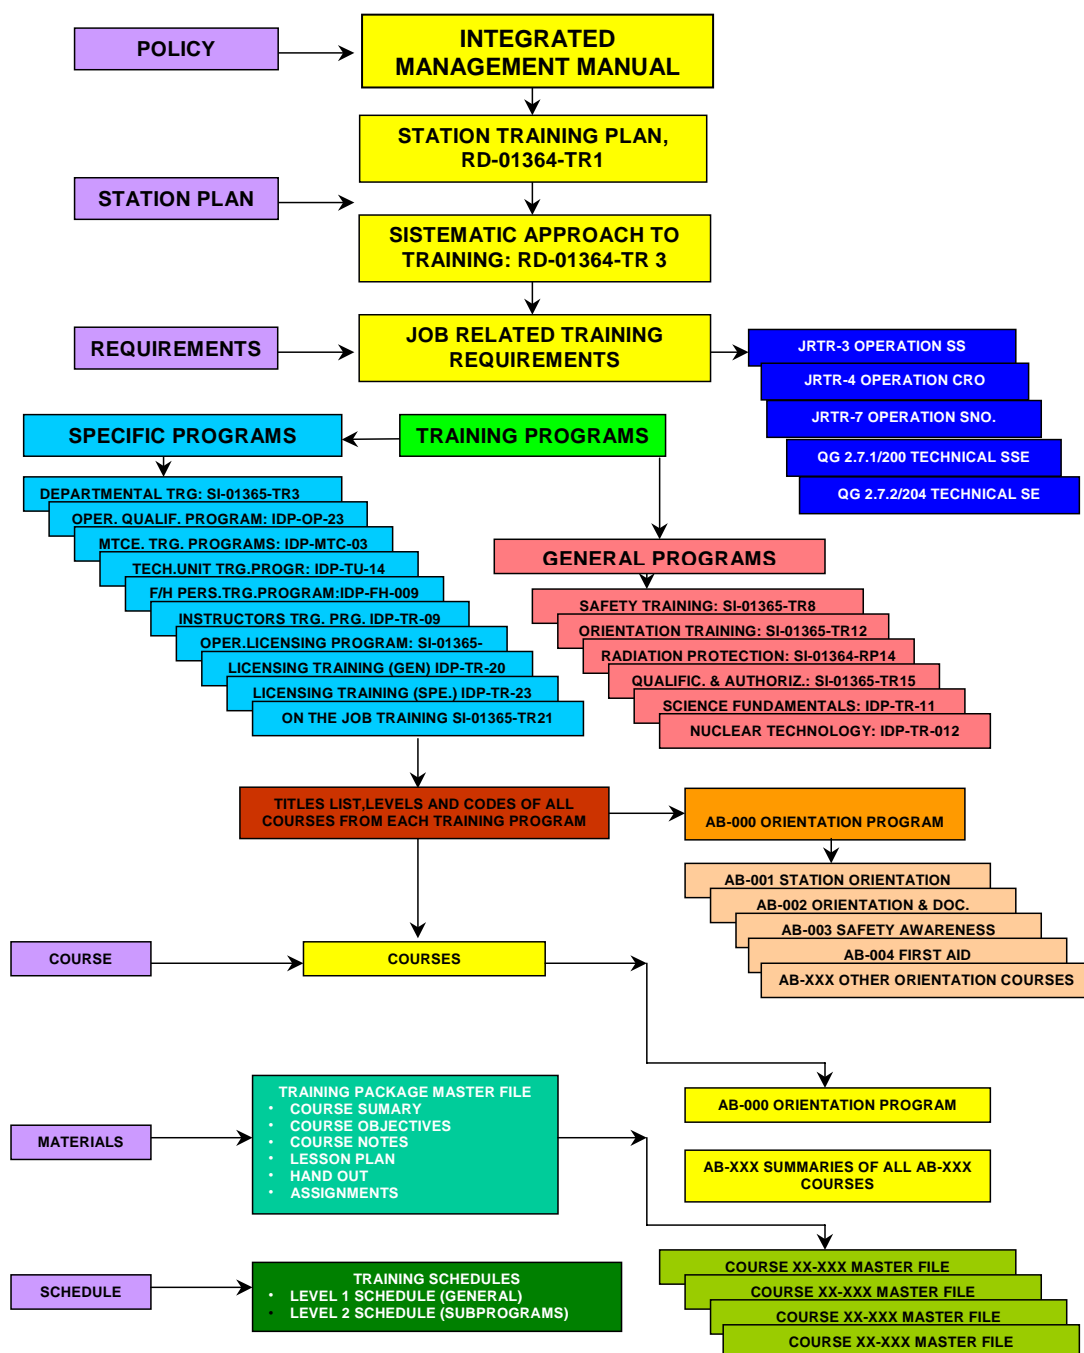 POLICY
INTEGRATED
MANAGEMENT MANUAL
STATION TRAINING PLAN,
RD-01364-TR1
STATION PLAN
SISTEMATIC APPROACH TO
TRAINING: RD-01364-TR 3
REQUIREMENTS
JOB RELATED TRAINING
REQUIREMENTS
JRTR-3 OPERATION SS
JRTR-4 OPERATION CRO
JRTR-7 OPERATION SNO.
QG 2.7.1/200 TECHNICAL SSE
QG 2.7.2/204 TECHNICAL SE
SPECIFIC PROGRAMS
TRAINING PROGRAMS
DEPARTMENTAL TRG: SI-01365-TR3
OPER. QUALIF. PROGRAM: IDP-OP-23
MTCE. TRG. PROGRAMS: IDP-MTC-03
TECH.UNIT TRG.PROGR: IDP-TU-14
F/H PERS.TRG.PROGRAM:IDP-FH-009
INSTRUCTORS TRG. PRG. IDP-TR-09
OPER.LICENSING PROGRAM: SI-01365-
LICENSING TRAINING (GEN) IDP-TR-20
LICENSING TRAINING (SPE.) IDP-TR-23
ON THE JOB TRAINING SI-01365-TR21
GENERAL PROGRAMS
SAFETY TRAINING: SI-01365-TR8
ORIENTATION TRAINING: SI-01365-TR12
RADIATION PROTECTION: SI-01364-RP14
QUALIFIC. & AUTHORIZ.: SI-01365-TR15
SCIENCE FUNDAMENTALS: IDP-TR-11
NUCLEAR TECHNOLOGY: IDP-TR-012
TITLES LIST,LEVELS AND CODES OF ALL
COURSES FROM EACH TRAINING PROGRAM
AB-000 ORIENTATION PROGRAM
AB-001 STATION ORIENTATION
AB-002 ORIENTATION & DOC.
AB-003 SAFETY AWARENESS
AB-004 FIRST AID
AB-XXX OTHER ORIENTATION COURSES
COURSE
COURSES
AB-000 ORIENTATION PROGRAM
AB-XXX SUMMARIES OF ALL AB-XXX
COURSES
MATERIALS
TRAINING PACKAGE MASTER FILE
• COURSE SUMARY
• COURSE OBJECTIVES
• COURSE NOTES
• LESSON PLAN
• HAND OUT
• ASSIGNMENTS
COURSE XX-XXX MASTER FILE
COURSE XX-XXX MASTER FILE
COURSE XX-XXX MASTER FILE
COURSE XX-XXX MASTER FILE
SCHEDULE
TRAINING SCHEDULES
• LEVEL 1 SCHEDULE (GENERAL)
• LEVEL 2 SCHEDULE (SUBPROGRAMS)